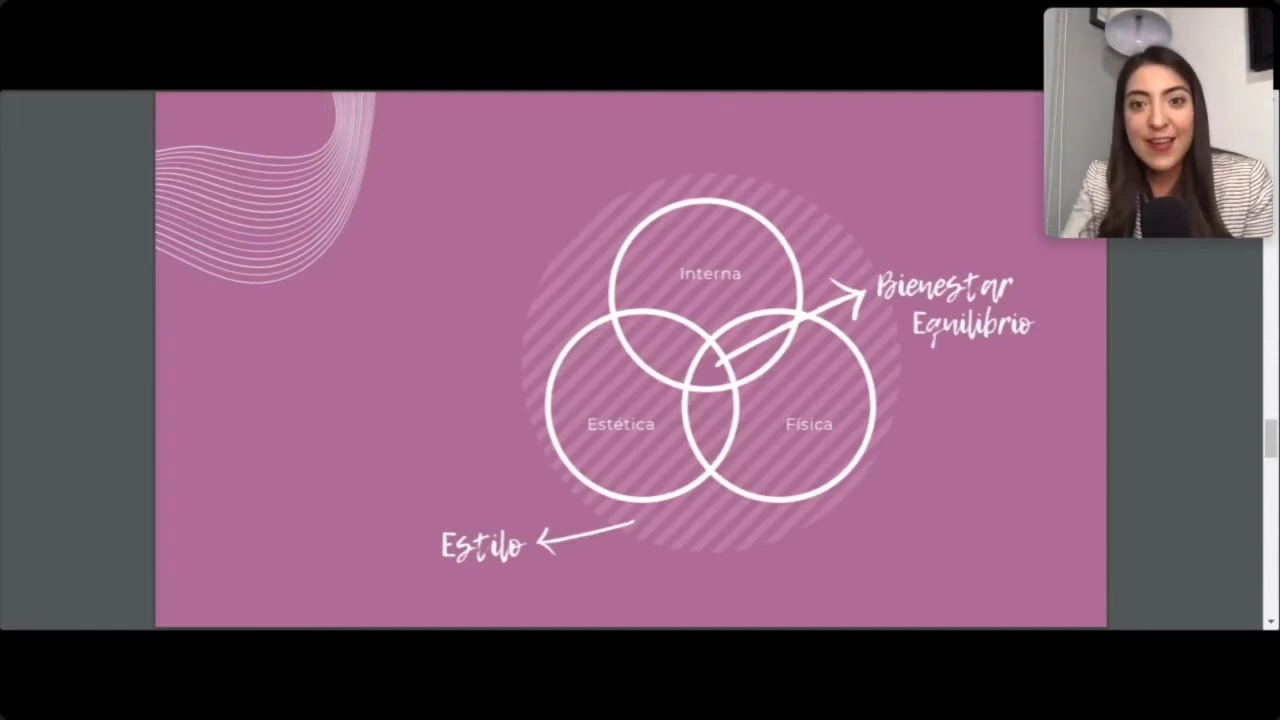 Interna
Bienestar
Equilibrio
Estética
Física
Estilo